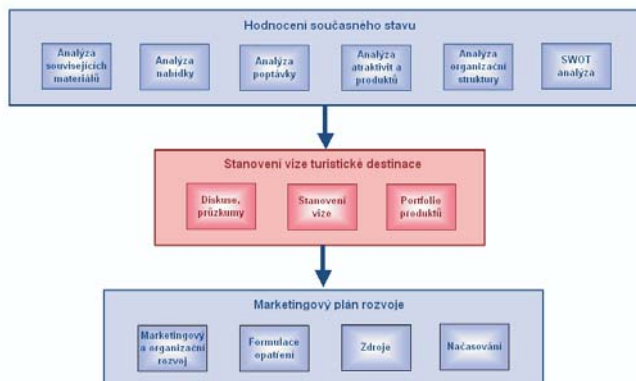 Hodnocení současného stavu
Analýza
souvisejících
materiálů
Analýza
nabídky
Analýza
poptávky
Analýza
atraktivit a
produktů
Analýza
organizační
struktury
SWOT
analýza
Stanovení vize turistické destinace
Diskuse,
průzkumy
Stanovení
vize
Portfolio
produktů
Marketingový plán rozvoje
Marketingový
a organizační
rozvoj
Formulace
opatření
Zdroje
Načasování